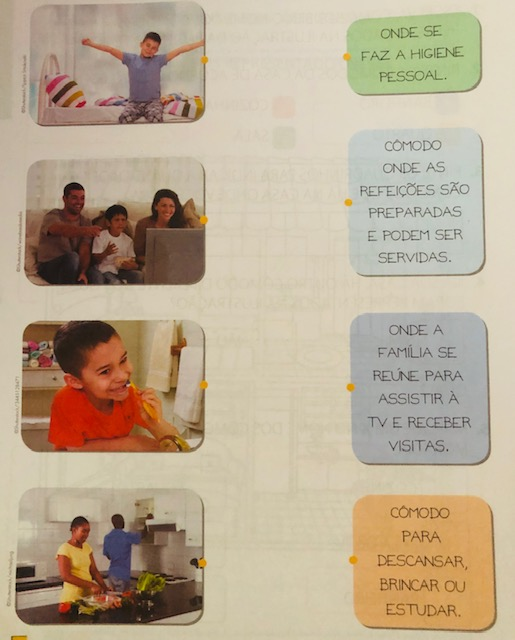 ONDE SE
FAZ A HIGIENE
PESSOAL.
CÔMODO
ONDE AS
REFEIÇÕES SÃO
PREPARADAS
E PODEM SER
SERVIDAS.
ONDE A
FAMÍLIA SE
REÚNE PARA
ASSISTIR À
TV E RECEBER
VISITAS.
CÔMODO
PARA
DESCANSAR,
BRINCAR OU
ESTUDAR.